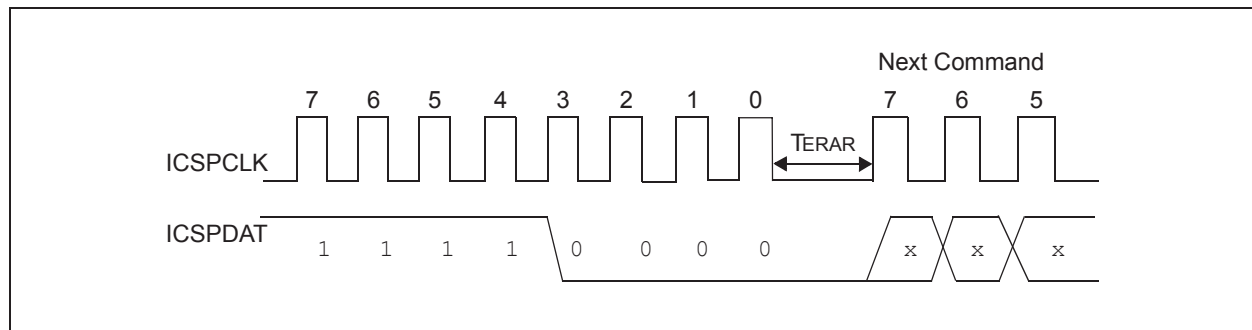 Next Command
7 6 5 4 3 2 1 0 7 6 5
TERAR
ICSPCLK
ICSPDAT
1 1 1 1 0 0 0 0 x x x